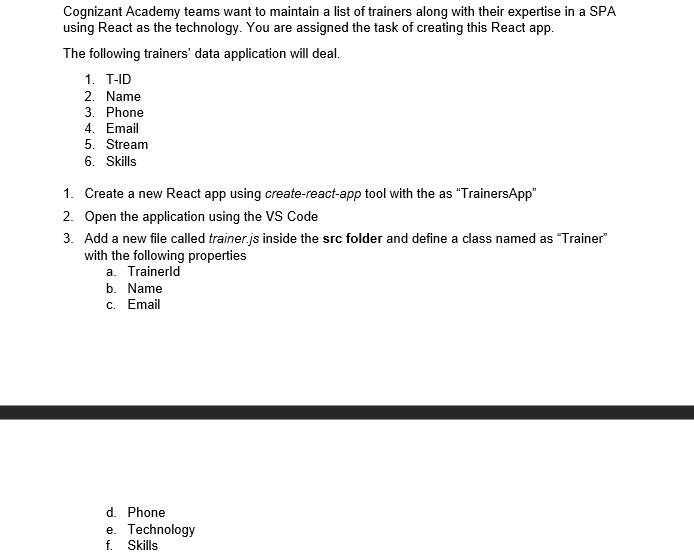 Cognizant Academy teams want to maintain a list of trainers along with their expertise in a SPA
using React as the technology. You are assigned the task of creating this React app.
The following trainers' data application will deal.
1. T-ID
2. Name
3. Phone
4. Email
5. Stream
6. Skills
1. Create a new React app using create-react-app tool with the as “TrainersApp”
2. Open the application using the VS Code
3. Add a new file called trainer.js inside the src folder and define a class named as “Trainer”
with the following properties
a. TrainerId
b. Name
c. Email
d. Phone
e. Technology
f. Skills